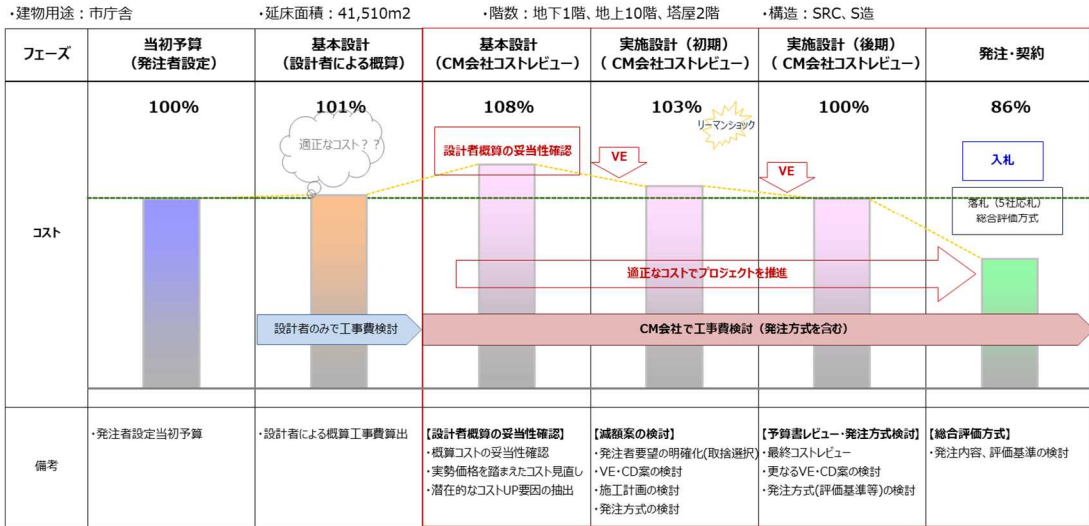 ・建物用途：市庁舎　・延床面積：41,510m2　・階数：地下1階、地上10階、塔屋2階　・構造：SRC、S造
フェーズ
当初予算
（発注者設定）
基本設計
（設計者による概算）
基本設計
（CM会社コストレビュー）
実施設計（初期）
（ CM会社コストレビュー）
実施設計（後期）
（ CM会社コストレビュー）
発注・契約
コスト
100%
101%
108%
103%
100%
86%
適正なコスト？？
設計者概算の妥当性確認
VE
リーマンショック
VE
入札
落札（5社応札）
総合評価方式
適正なコストでプロジェクトを推進
設計者のみで工事費検討
CM会社で工事費検討（発注方式を含む）
備考
・発注者設定当初予算
・設計者による概算工事費算出
【設計者概算の妥当性確認】
・概算コストの妥当性確認
・実勢価格を踏まえたコスト見直し
・潜在的なコストUP要因の抽出
【減額案の検討】
・発注者要望の明確化(取捨選択)
・VE・CD案の検討
・施工計画の検討
・発注方式の検討
【予算書レビュー・発注方式検討】
・最終コストレビュー
・更なるVE・CD案の検討
・発注方式(評価基準等)の検討
【総合評価方式】
・発注内容、評価基準の検討